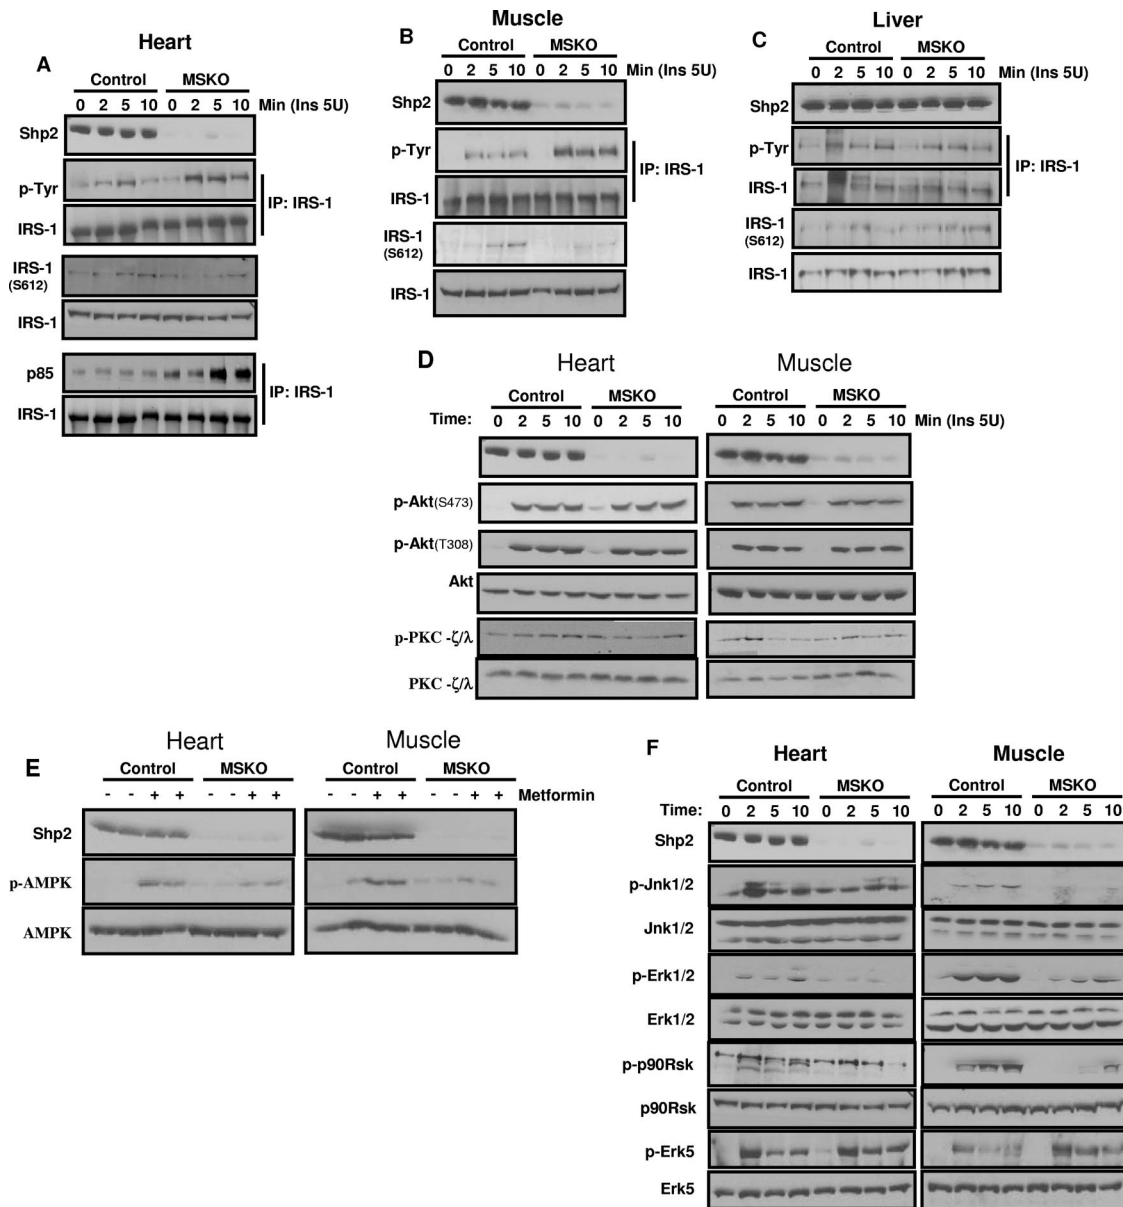 Heart
A
Control MSKO
0 2 5 10 0 2 5 10 Min (Ins 5U)
Shp2
p-Tyr
IP: IRS-1
IRS-1
IRS-1
(S612)
IRS-1
p85
IP: IRS-1
IRS-1
Muscle
B
Control MSKO
0 2 5 10 0 2 5 10 Min (Ins 5U)
Shp2
p-Tyr
IP: IRS-1
IRS-1
IRS-1
(S612)
IRS-1
Liver
C
Control MSKO
0 2 5 10 0 2 5 10 Min (Ins 5U)
Shp2
p-Tyr
IP: IRS-1
IRS-1
IRS-1
(S612)
IRS-1
D
Heart Muscle
Control MSKO Control MSKO
Time: 0 2 5 10 0 2 5 10 0 2 5 10 0 2 5 10 Min (Ins 5U)
p-Akt(S473)
p-Akt(T308)
Akt
p-PKC -ζ/λ
PKC -ζ/λ
E
Heart Muscle
Control MSKO Control MSKO
- - + + - - + + - - + + - - + + Metformin
Shp2
p-AMPK
AMPK
F
Heart Muscle
Control MSKO Control MSKO
Time: 0 2 5 10 0 2 5 10 0 2 5 10 0 2 5 10
Shp2
p-Jnk1/2
Jnk1/2
p-Erk1/2
Erk1/2
p-p90Rsk
p90Rsk
p-Erk5
Erk5